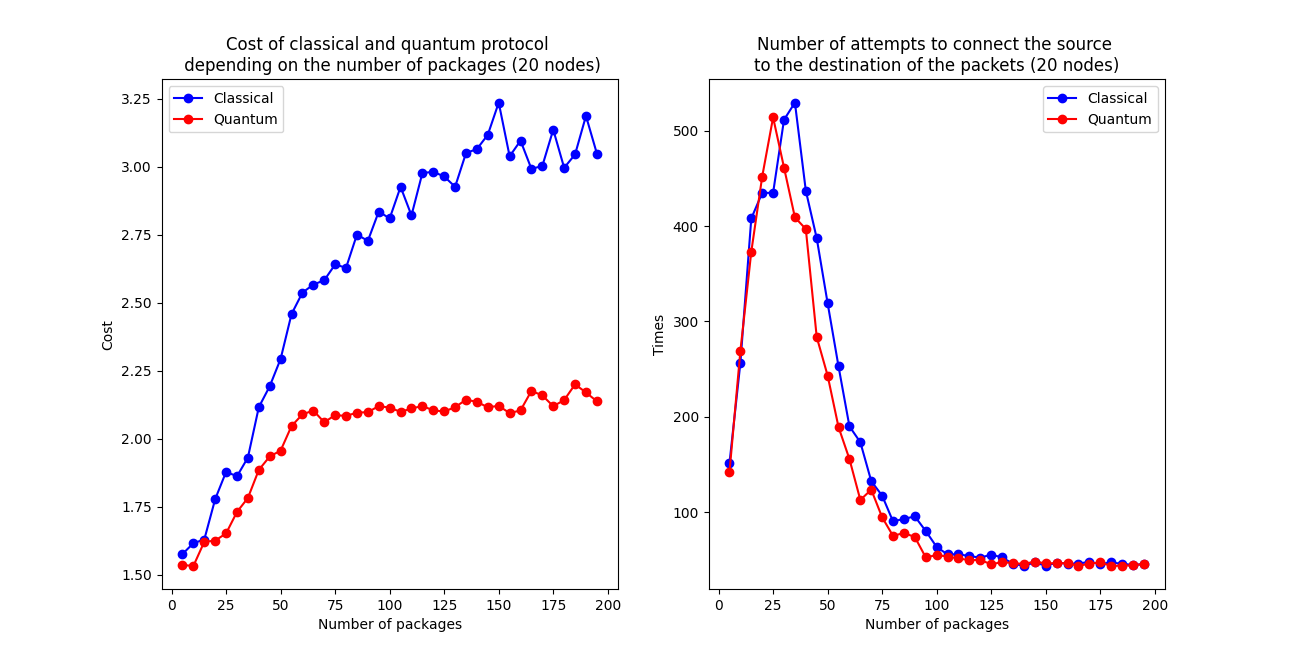 Cost of classical and quantum protocol
depending on the number of packages (20 nodes)
Classical
Quantum
3.25
3.00
2.75
2.50
2.25
2.00
1.75
1.50
Cost
0 25 50 75 100 125 150 175 200
Number of packages
Number of attempts to connect the source
to the destination of the packets (20 nodes)
Classical
Quantum
500
400
300
200
100
Times
0 25 50 75 100 125 150 175 200
Number of packages